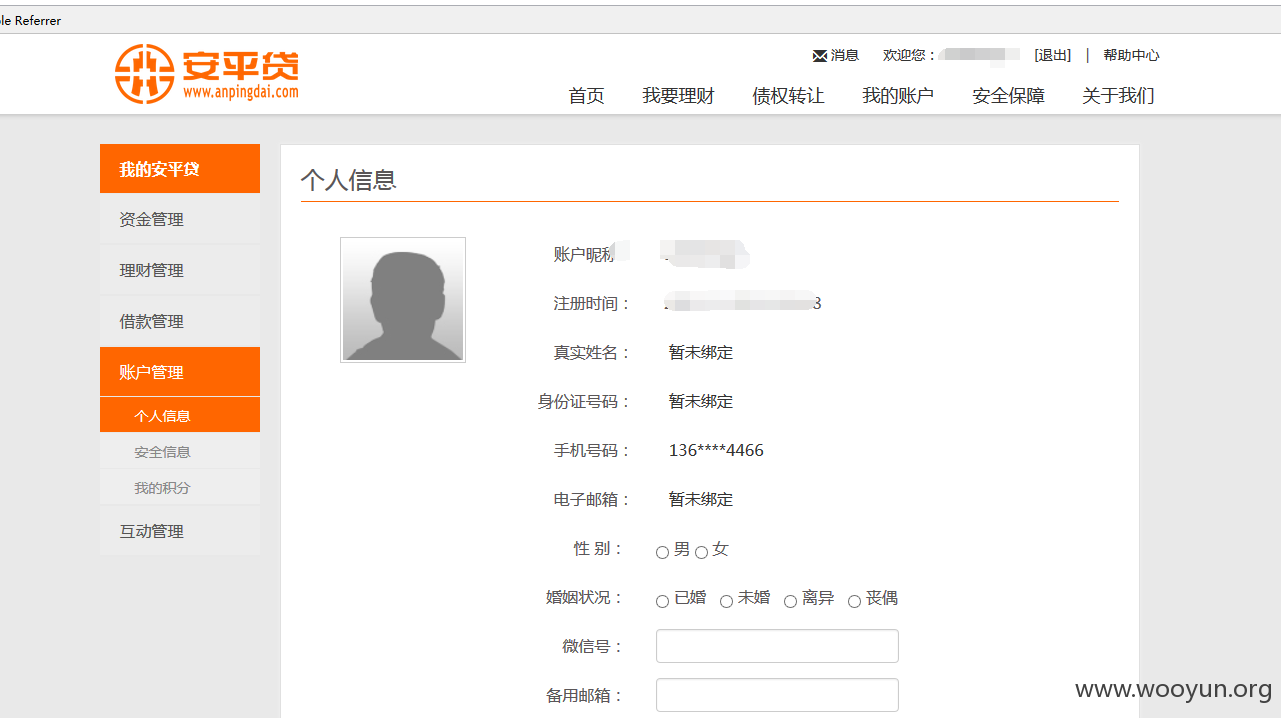 le Referrer
安平贷
www.anpingdai.com
消息 欢迎您： [退出] | 帮助中心
首页 我要理财 债权转让 我的账户 安全保障 关于我们
我的安平贷
资金管理
理财管理
借款管理
账户管理
个人信息
安全信息
我的积分
互动管理
个人信息
账户昵称
注册时间： 3
真实姓名： 暂未绑定
身份证号码： 暂未绑定
手机号码： 136****4466
电子邮箱： 暂未绑定
性 别： 男 女
婚姻状况： 已婚 未婚 离异 丧偶
微信号：
备用邮箱：
www.wooyun.org